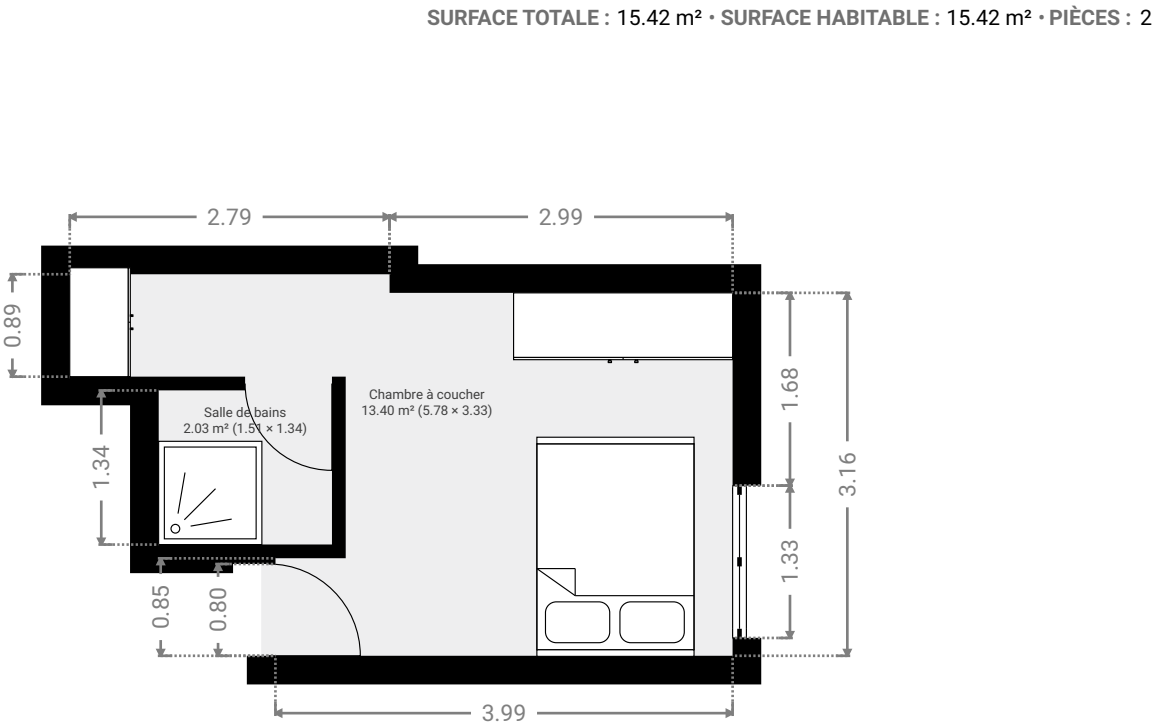 SURFACE TOTALE : 15.42 m² • SURFACE HABITABLE : 15.42 m² • PIÈCES : 2
2.79
2.99
0.89
Chambre à coucher
13.40 m² (5.78 × 3.33)
1.68
Salle de bains
2.03 m² (1.51 × 1.34)
1.34
3.16
1.33
0.85
0.80
3.99